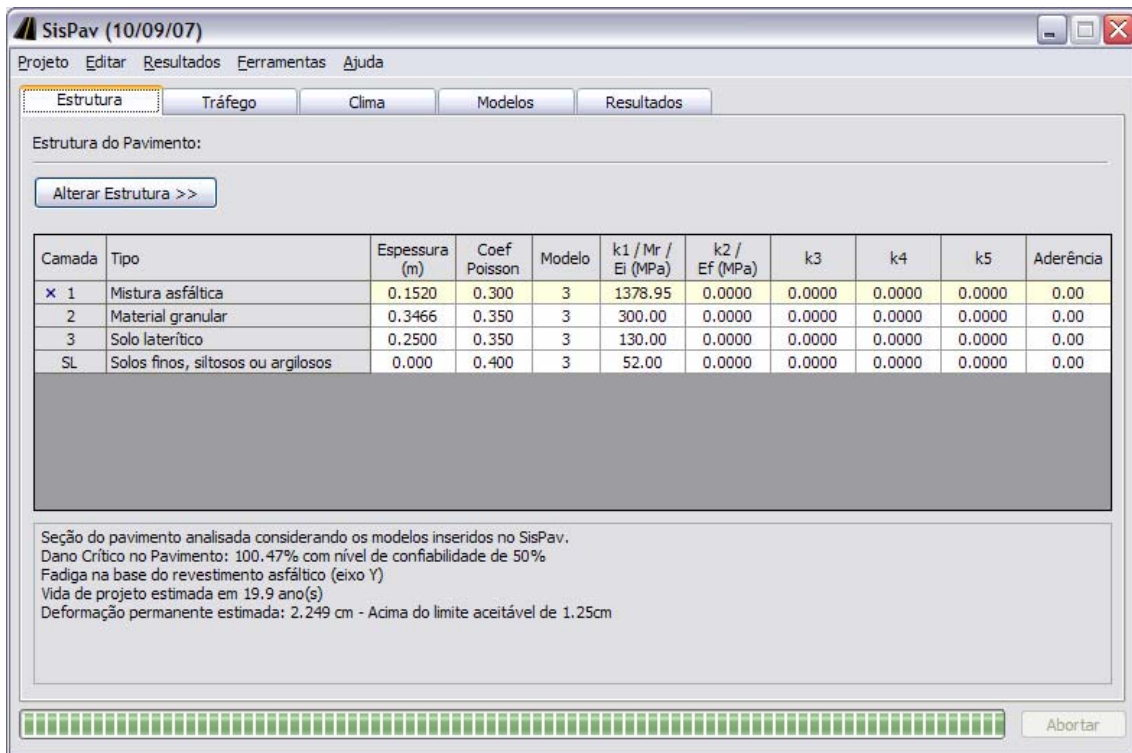 SisPav (10/09/07)
Projeto Editar Resultados Ferramentas Ajuda
Estrutura Tráfego Clima Modelos Resultados
Estrutura do Pavimento:
Alterar Estrutura >>
Camada Tipo Espessura (m) Coef Poisson Modelo k1 / Mr / Ei (MPa) k2 / Ef (MPa) k3 k4 k5 Aderência
× 1 Mistura asfáltica 0.1520 0.300 3 1378.95 0.0000 0.0000 0.0000 0.0000 0.00
2 Material granular 0.3466 0.350 3 300.00 0.0000 0.0000 0.0000 0.0000 0.00
3 Solo laterítico 0.2500 0.350 3 130.00 0.0000 0.0000 0.0000 0.0000 0.00
SL Solos finos, siltosos ou argilosos 0.000 0.400 3 52.00 0.0000 0.0000 0.0000 0.0000 0.00
Seção do pavimento analisada considerando os modelos inseridos no SisPav.
Dano Crítico no Pavimento: 100.47% com nível de confiabilidade de 50%
Fadiga na base do revestimento asfáltico (eixo Y)
Vida de projeto estimada em 19.9 ano(s)
Deformação permanente estimada: 2.249 cm - Acima do limite aceitável de 1.25cm
Abortar